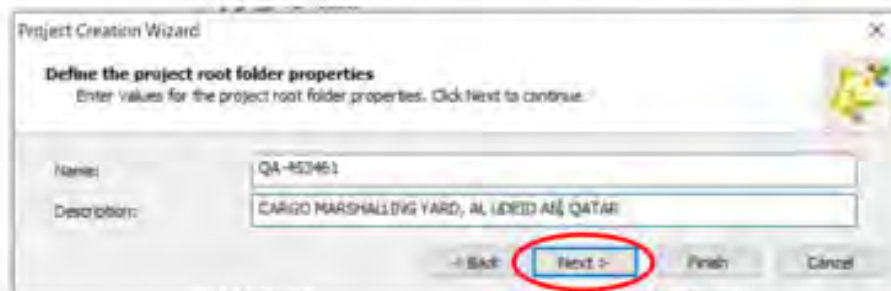 Project Creation Wizard
Define the project root folder properties
Enter values for the project root folder properties. Click Next to continue.
Name: QA-453461
Description: CARGO MARSHALLING YARD, AL UDEID AB, QATAR
< Back Next > Finish Cancel